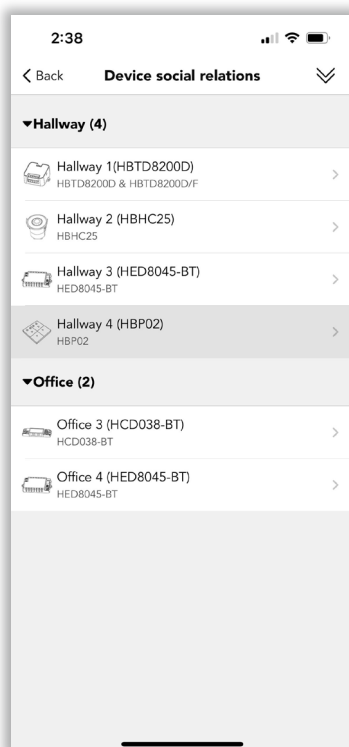 2:38
Back Device social relations
Hallway (4)
Hallway 1(HBTD8200D)
HBTD8200D & HBTD8200D/F
Hallway 2 (HBHC25)
HBHC25
Hallway 3 (HED8045-BT)
HED8045-BT
Hallway 4 (HBP02)
HBP02
Office (2)
Office 3 (HCD038-BT)
HCD038-BT
Office 4 (HED8045-BT)
HED8045-BT